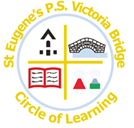 St Eugene's P.S. Victoria Bridge
Circle of Learning